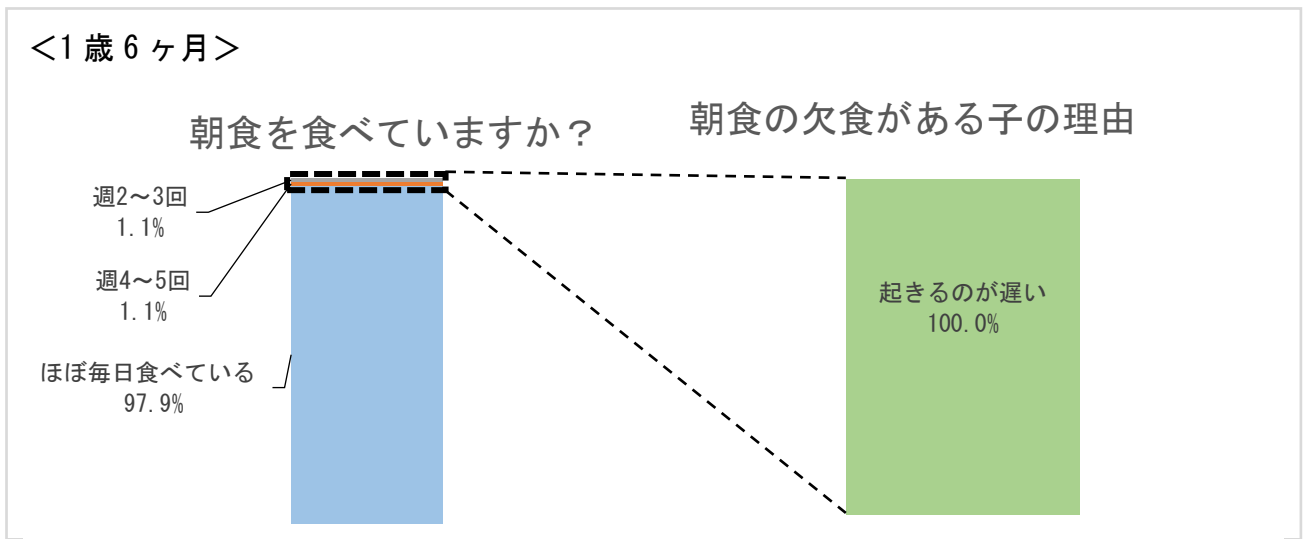 ＜1歳6ヶ月＞
朝食を食べていますか？
朝食の欠食がある子の理由
週2～3回
1.1%
週4～5回
1.1%
ほぼ毎日食べている
97.9%
起きるのが遅い
100.0%